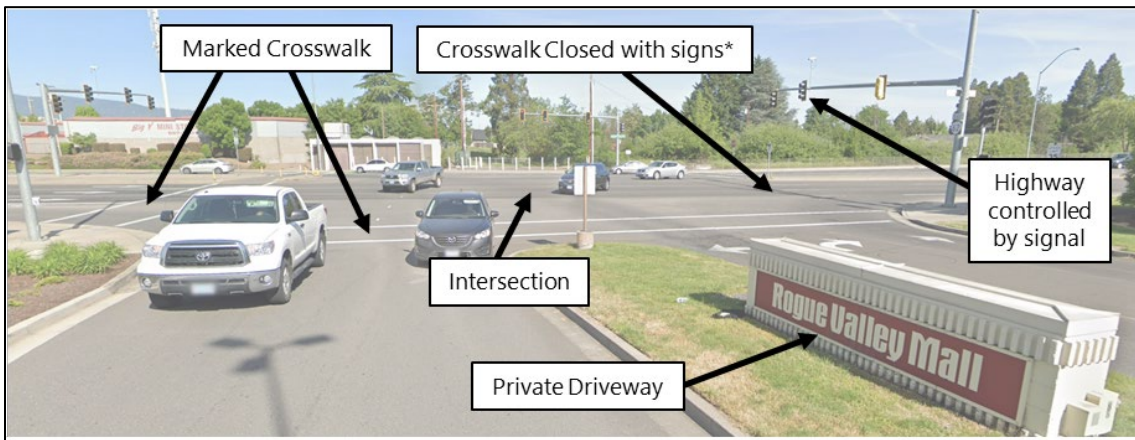 Marked Crosswalk
Crosswalk Closed with signs*
Highway
controlled
by signal
Intersection
Rogue Valley Mall
Private Driveway